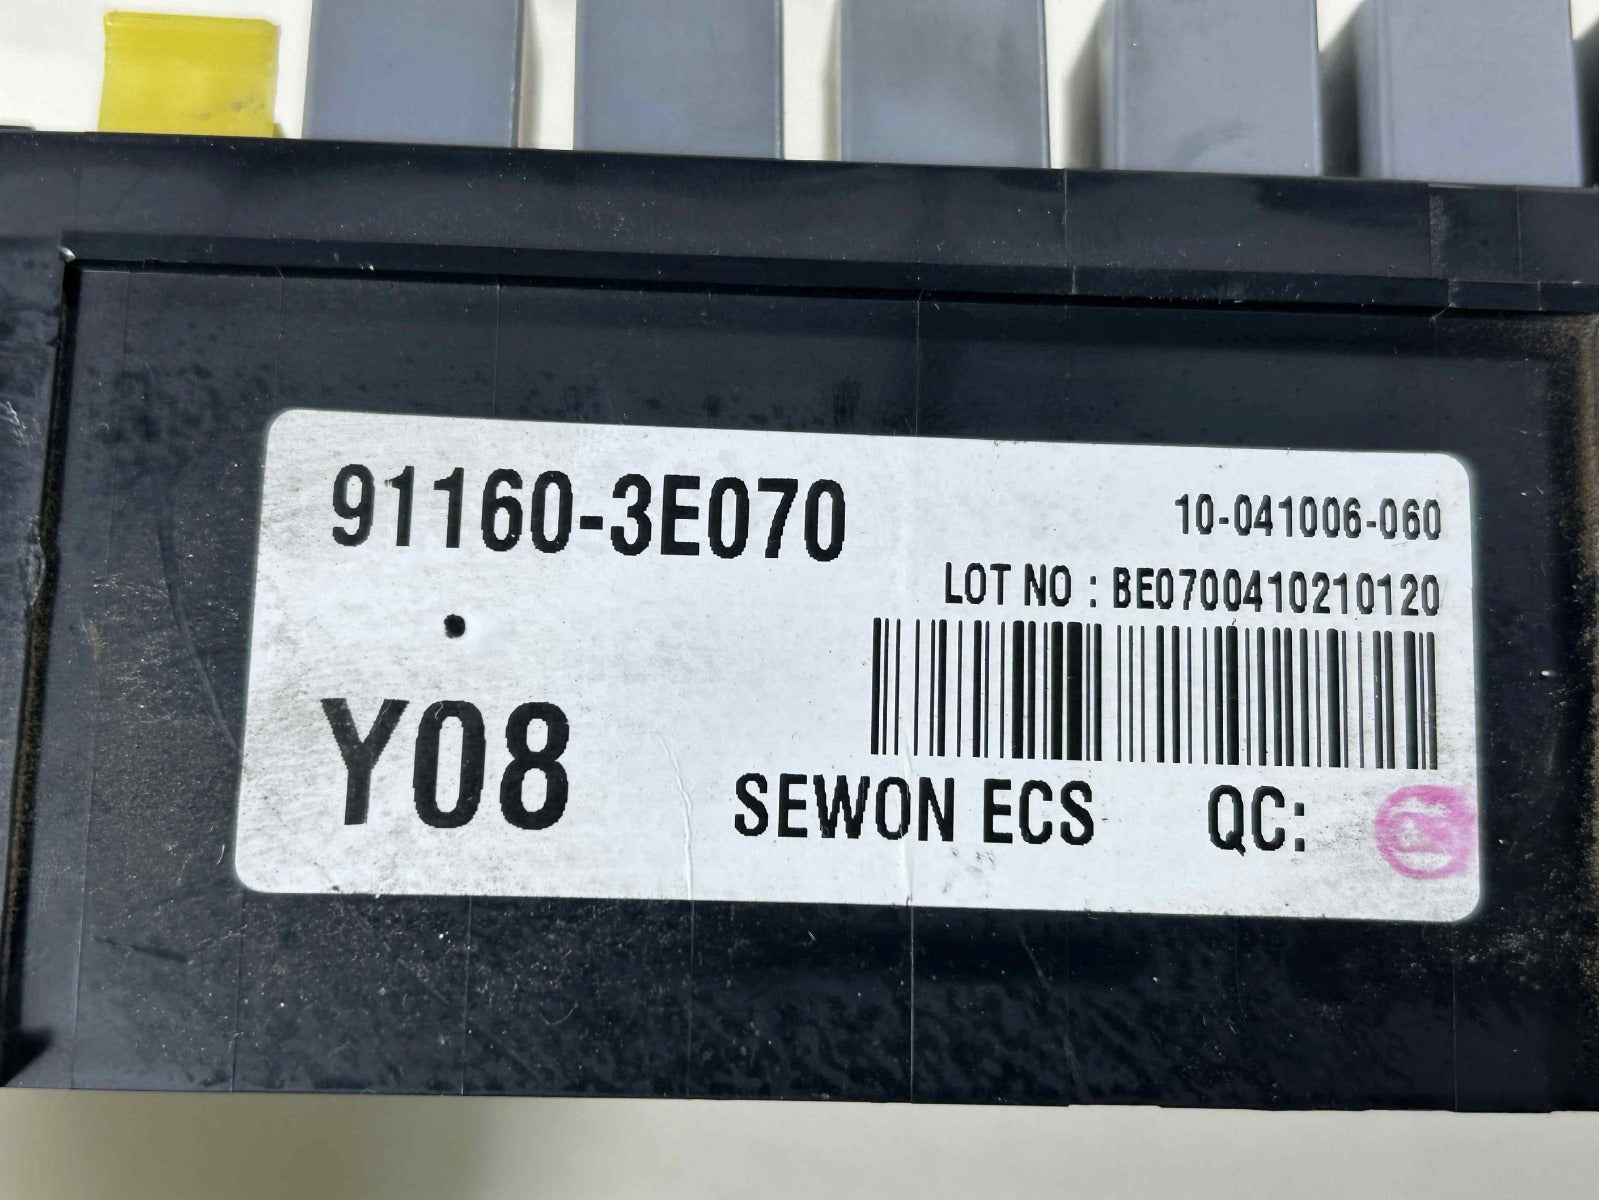 91160-3E070
10-041006-060
LOT NO : BE0700410210120
Y08
SEWON ECS QC: